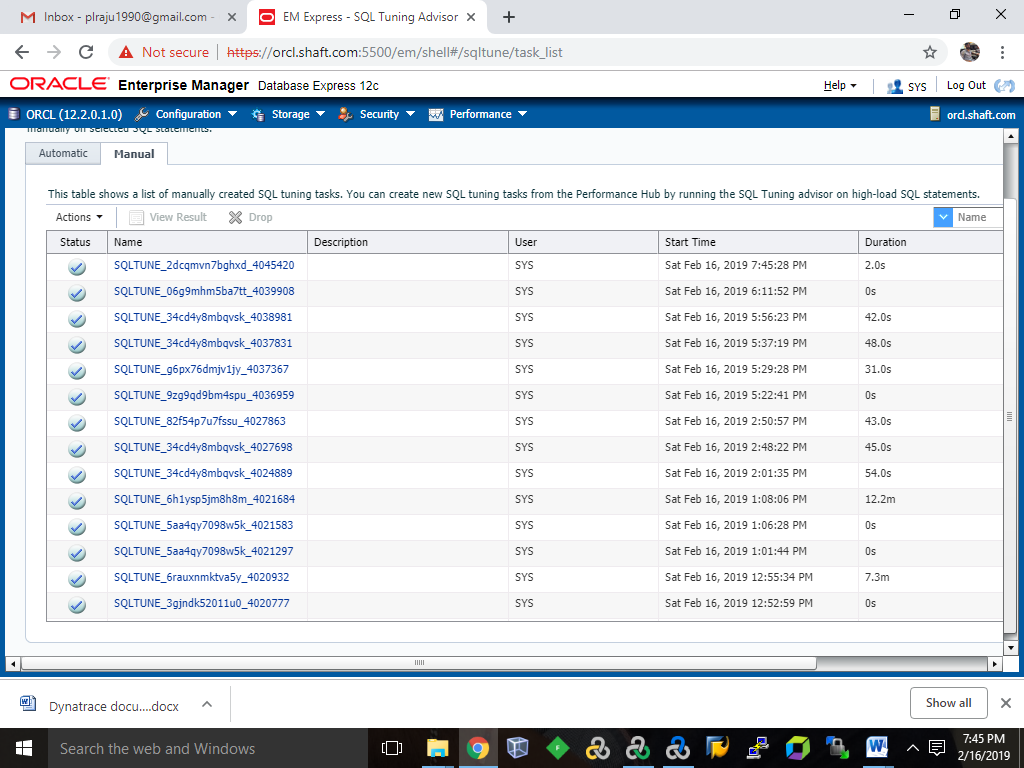 Inbox - plraju1990@gmail.com -
EM Express - SQL Tuning Advisor
Not secure https://orcl.shaft.com:5500/em/shell#/sqltune/task_list
ORACLE Enterprise Manager Database Express 12c
Help SYS Log Out
ORCL (12.2.0.1.0) Configuration Storage Security Performance orcl.shaft.com
manually on selected SQL statements.
Automatic Manual
This table shows a list of manually created SQL tuning tasks. You can create new SQL tuning tasks from the Performance Hub by running the SQL Tuning advisor on high-load SQL statements.
Actions View Result Drop Name
Status Name Description User Start Time Duration
SQLTUNE_2dcqmvn7bghxd_4045420 SYS Sat Feb 16, 2019 7:45:28 PM 2.0s
SQLTUNE_06g9mhm5ba7tt_4039908 SYS Sat Feb 16, 2019 6:11:52 PM 0s
SQLTUNE_34cd4y8mbqvsk_4038981 SYS Sat Feb 16, 2019 5:56:23 PM 42.0s
SQLTUNE_34cd4y8mbqvsk_4037831 SYS Sat Feb 16, 2019 5:37:19 PM 48.0s
SQLTUNE_g6px76dmjv1jy_4037367 SYS Sat Feb 16, 2019 5:29:28 PM 31.0s
SQLTUNE_9zg9qd9bm4spu_4036959 SYS Sat Feb 16, 2019 5:22:41 PM 0s
SQLTUNE_82f54p7u7fssu_4027863 SYS Sat Feb 16, 2019 2:50:57 PM 43.0s
SQLTUNE_34cd4y8mbqvsk_4027698 SYS Sat Feb 16, 2019 2:48:22 PM 45.0s
SQLTUNE_34cd4y8mbqvsk_4024889 SYS Sat Feb 16, 2019 2:01:35 PM 54.0s
SQLTUNE_6h1ysp5jm8h8m_4021684 SYS Sat Feb 16, 2019 1:08:06 PM 12.2m
SQLTUNE_5aa4qy7098w5k_4021583 SYS Sat Feb 16, 2019 1:06:28 PM 0s
SQLTUNE_5aa4qy7098w5k_4021297 SYS Sat Feb 16, 2019 1:01:44 PM 0s
SQLTUNE_6rauxnmktva5y_4020932 SYS Sat Feb 16, 2019 12:55:34 PM 7.3m
SQLTUNE_3gjndk52011u0_4020777 SYS Sat Feb 16, 2019 12:52:59 PM 0s
Dynatrace docu....docx Show all
Search the web and Windows
7:45 PM
2/16/2019